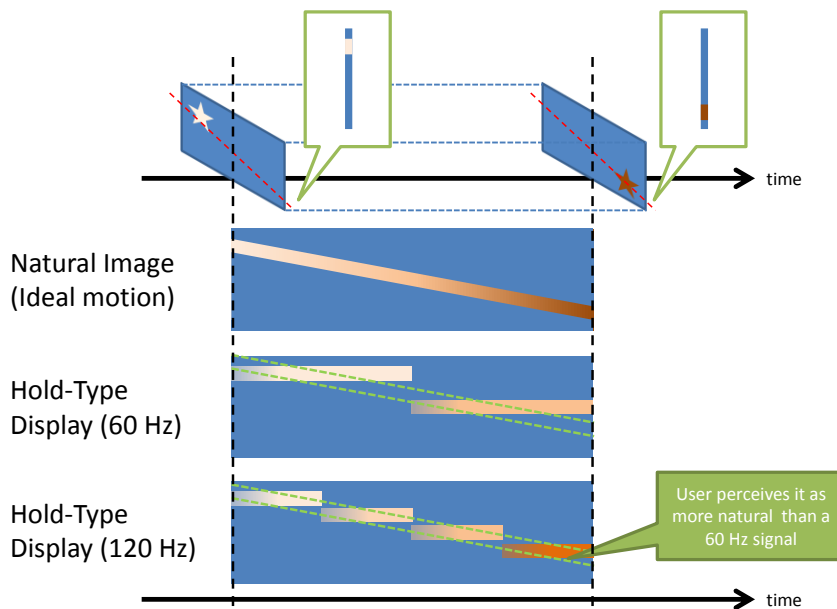 time
Natural Image
(Ideal motion)
Hold-Type
Display (60 Hz)
Hold-Type
Display (120 Hz)
User perceives it as
more natural than a
60 Hz signal
time